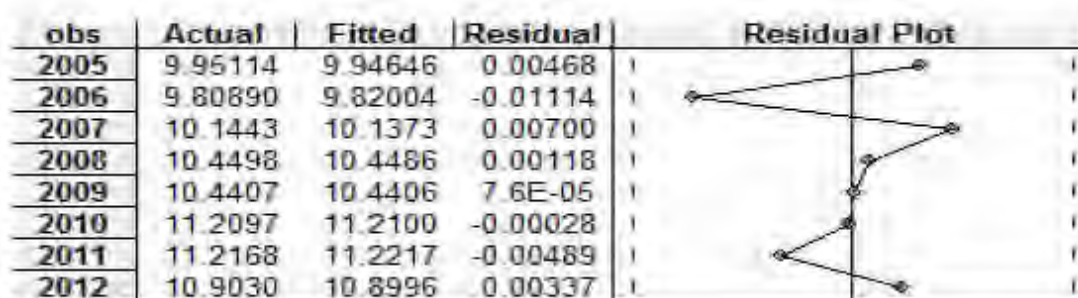 obs Actual Fitted Residual Residual Plot
2005 9.95114 9.94646 0.00468
2006 9.80890 9.82004 -0.01114
2007 10.1443 10.1373 0.00700
2008 10.4498 10.4486 0.00118
2009 10.4407 10.4406 7.6E-05
2010 11.2097 11.2100 -0.00028
2011 11.2168 11.2217 -0.00489
2012 10.9030 10.8996 0.00337